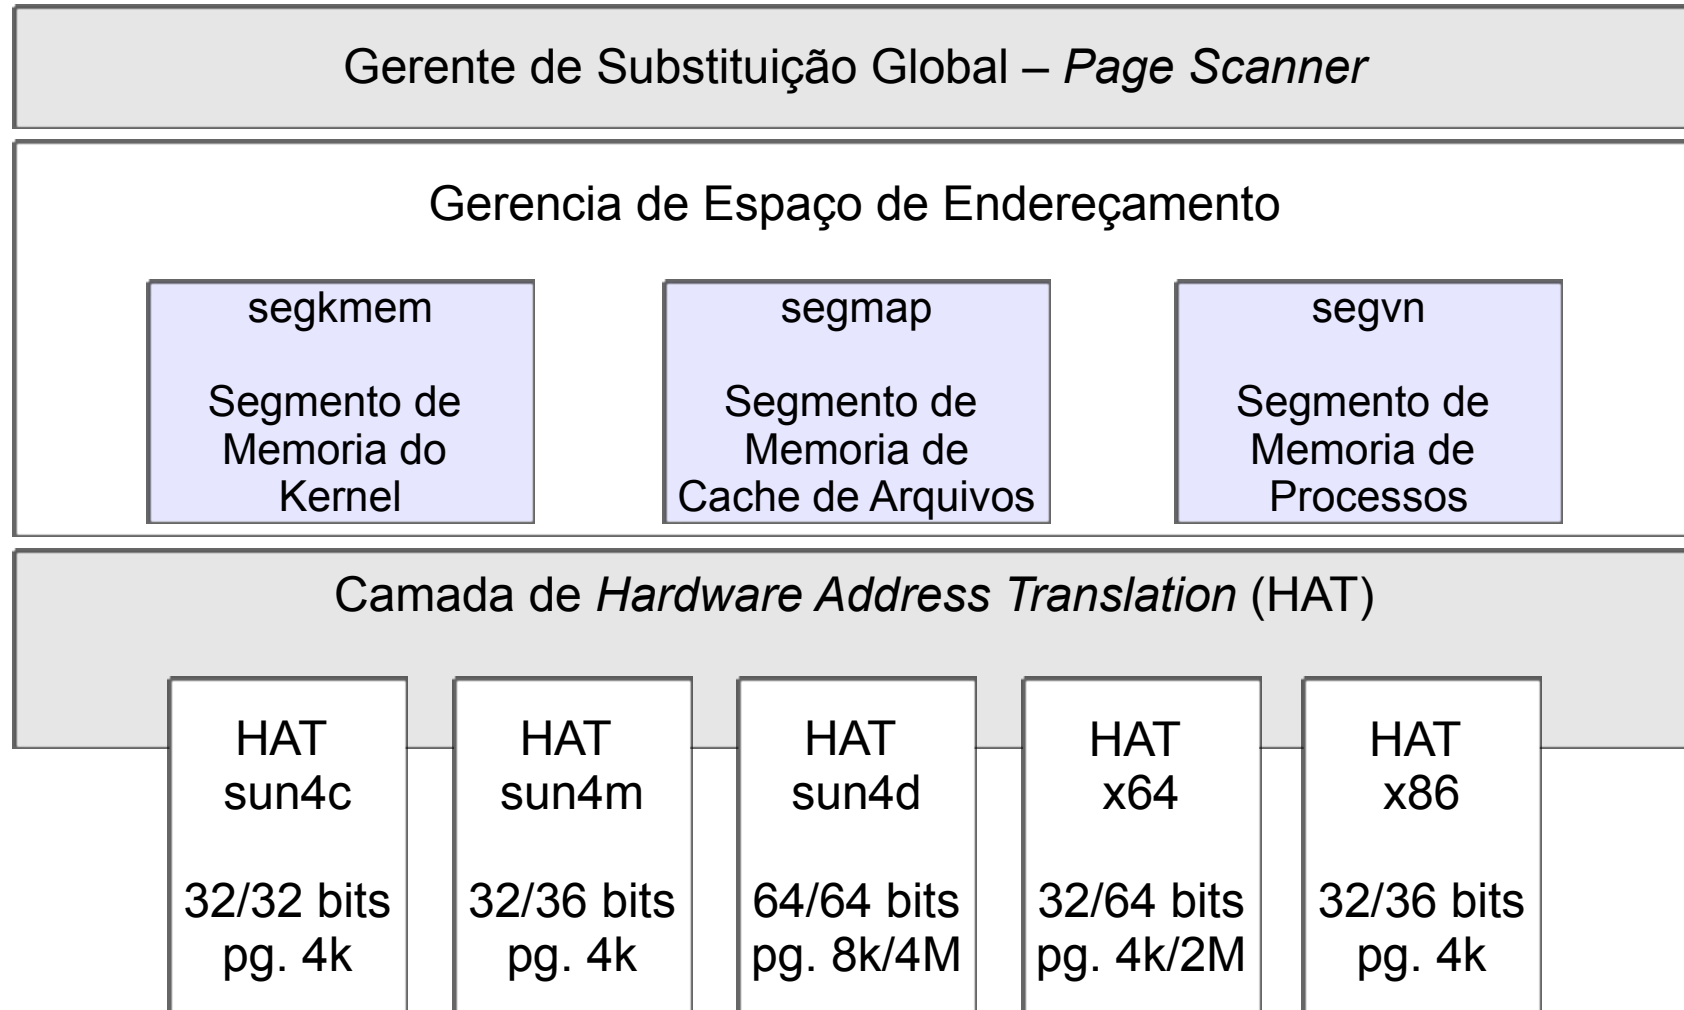 Gerente de Substituição Global – Page Scanner
Gerencia de Espaço de Endereçamento
segkmem
Segmento de
Memoria do
Kernel
segmap
Segmento de
Memoria de
Cache de Arquivos
segvn
Segmento de
Memoria de
Processos
Camada de Hardware Address Translation (HAT)
HAT
sun4c
32/32 bits
pg. 4k
HAT
sun4m
32/36 bits
pg. 4k
HAT
sun4d
64/64 bits
pg. 8k/4M
HAT
x64
32/64 bits
pg. 4k/2M
HAT
x86
32/36 bits
pg. 4k